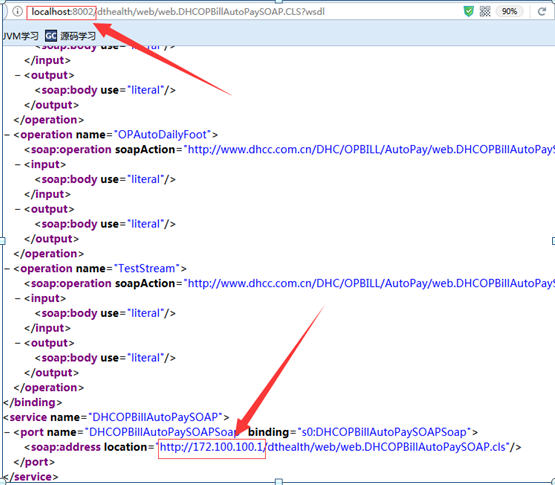 localhost:8002/dthealth/web/web.DHCOPBillAutoPaySOAP.CLS?wsdl 90%
JVM学习 GC 源码学习
<soap:body use="literal"/>
</input>
– <output>
<soap:body use="literal"/>
</output>
</operation>
– <operation name="OPAutoDailyFoot">
<soap:operation soapAction="http://www.dhcc.com.cn/DHC/OPBILL/AutoPay/web.DHCOPBillAutoPayS
– <input>
<soap:body use="literal"/>
</input>
– <output>
<soap:body use="literal"/>
</output>
</operation>
– <operation name="TestStream">
<soap:operation soapAction="http://www.dhcc.com.cn/DHC/OPBILL/AutoPay/web.DHCOPBillAutoPayS
– <input>
<soap:body use="literal"/>
</input>
– <output>
<soap:body use="literal"/>
</output>
</operation>
</binding>
<service name="DHCOPBillAutoPaySOAP">
– <port name="DHCOPBillAutoPaySOAPSoap" binding="s0:DHCOPBillAutoPaySOAPSoap">
<soap:address location="http://172.100.100.1/dthealth/web/web.DHCOPBillAutoPaySOAP.cls"/>
</port>
</service>